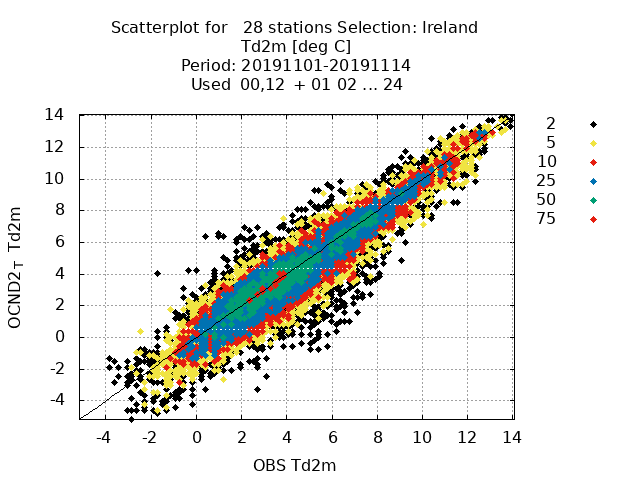 Scatterplot for   28 stations Selection: Ireland
Td2m [deg C]
Period: 20191101-20191114
Used  00,12  + 01 02 ... 24
14
12
10
8
6
4
2
0
-2
-4
OCND2_T  Td2m
-4 -2 0 2 4 6 8 10 12 14
OBS Td2m
2
5
10
25
50
75